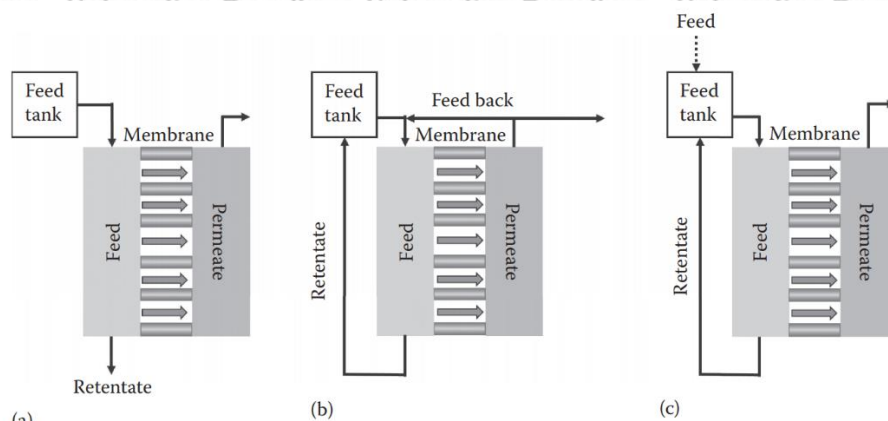 Feed
tank
Membrane
Feed
Permeate
Retentate
Feed
tank
Feed back
Membrane
Retentate
Feed
Permeate
(b)
Feed
Feed
tank
Membrane
Retentate
Feed
Permeate
(c)